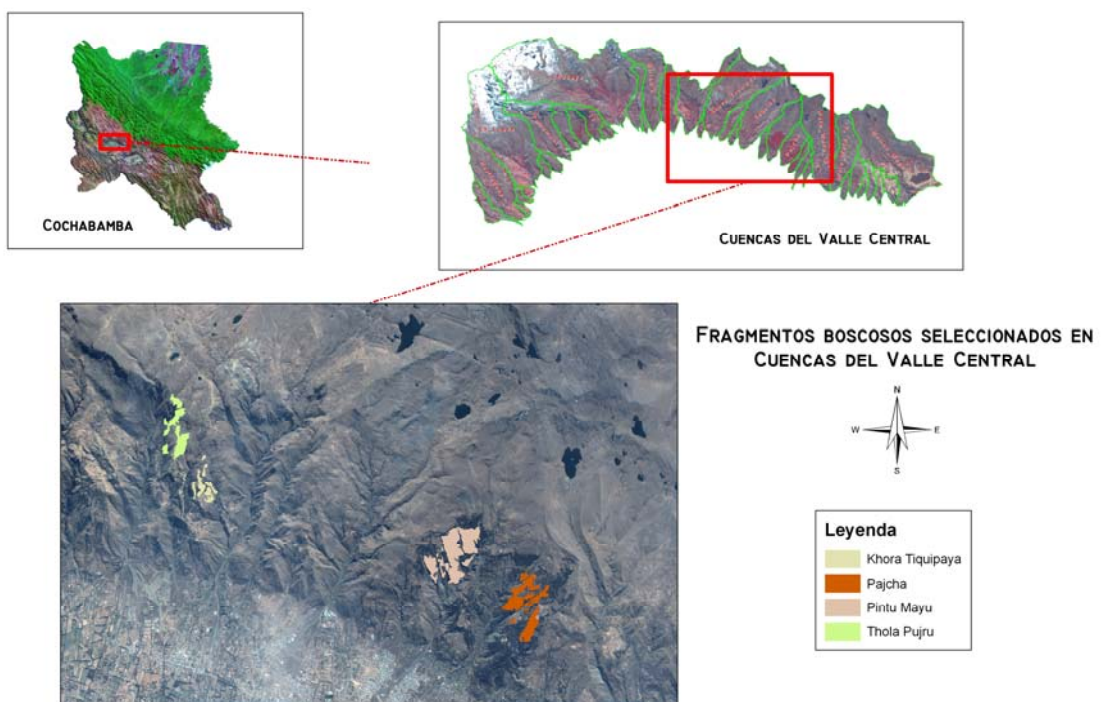 COCHABAMBA
CUENCAS DEL VALLE CENTRAL
FRAGMENTOS BOSCOSOS SELECCIONADOS EN
CUENCAS DEL VALLE CENTRAL
N
W
E
S
Leyenda
Khora Tiquipaya
Pajcha
Pintu Mayu
Thola Pujru